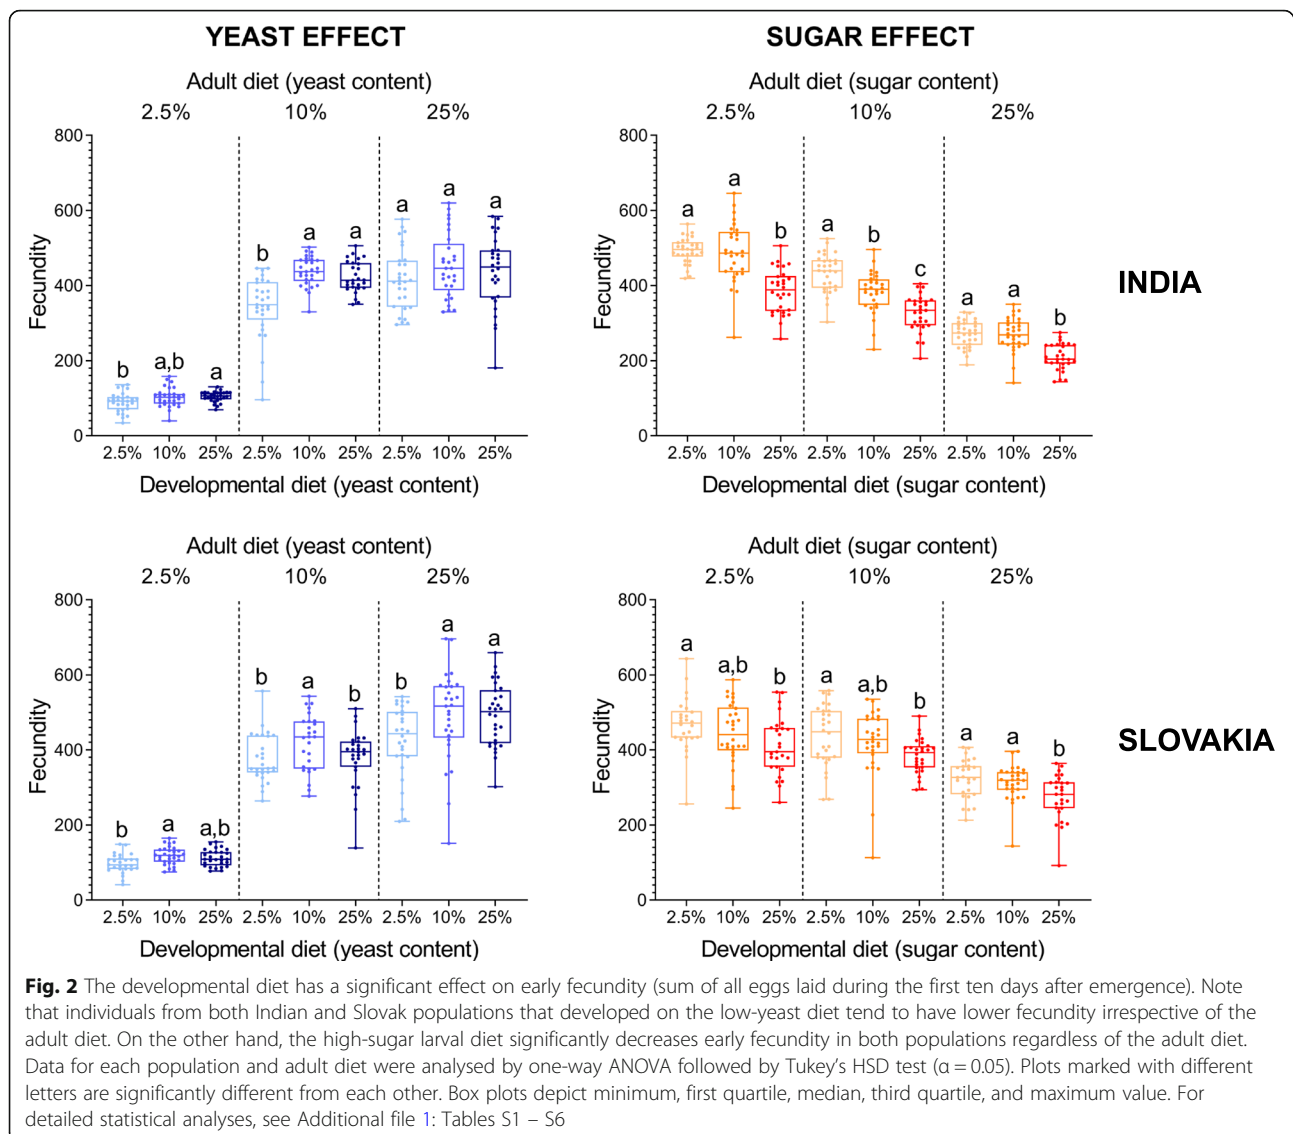 YEAST EFFECT
SUGAR EFFECT
Adult diet (yeast content)
2.5% 10% 25%
800
600
400
200
0
Fecundity
b a,b a b a a a a a
2.5% 10% 25% 2.5% 10% 25% 2.5% 10% 25%
Developmental diet (yeast content)
Adult diet (sugar content)
2.5% 10% 25%
800
600
400
200
0
Fecundity
a a b a b c a a b
2.5% 10% 25% 2.5% 10% 25% 2.5% 10% 25%
Developmental diet (sugar content)
INDIA
Adult diet (yeast content)
2.5% 10% 25%
800
600
400
200
0
Fecundity
b a a,b b a b b a a
2.5% 10% 25% 2.5% 10% 25% 2.5% 10% 25%
Developmental diet (yeast content)
Adult diet (sugar content)
2.5% 10% 25%
800
600
400
200
0
Fecundity
a a,b b a a,b b a a b
2.5% 10% 25% 2.5% 10% 25% 2.5% 10% 25%
Developmental diet (sugar content)
SLOVAKIA
Fig. 2 The developmental diet has a significant effect on early fecundity (sum of all eggs laid during the first ten days after emergence). Note
that individuals from both Indian and Slovak populations that developed on the low-yeast diet tend to have lower fecundity irrespective of the
adult diet. On the other hand, the high-sugar larval diet significantly decreases early fecundity in both populations regardless of the adult diet.
Data for each population and adult diet were analysed by one-way ANOVA followed by Tukey's HSD test (α = 0.05). Plots marked with different
letters are significantly different from each other. Box plots depict minimum, first quartile, median, third quartile, and maximum value. For
detailed statistical analyses, see Additional file 1: Tables S1 – S6